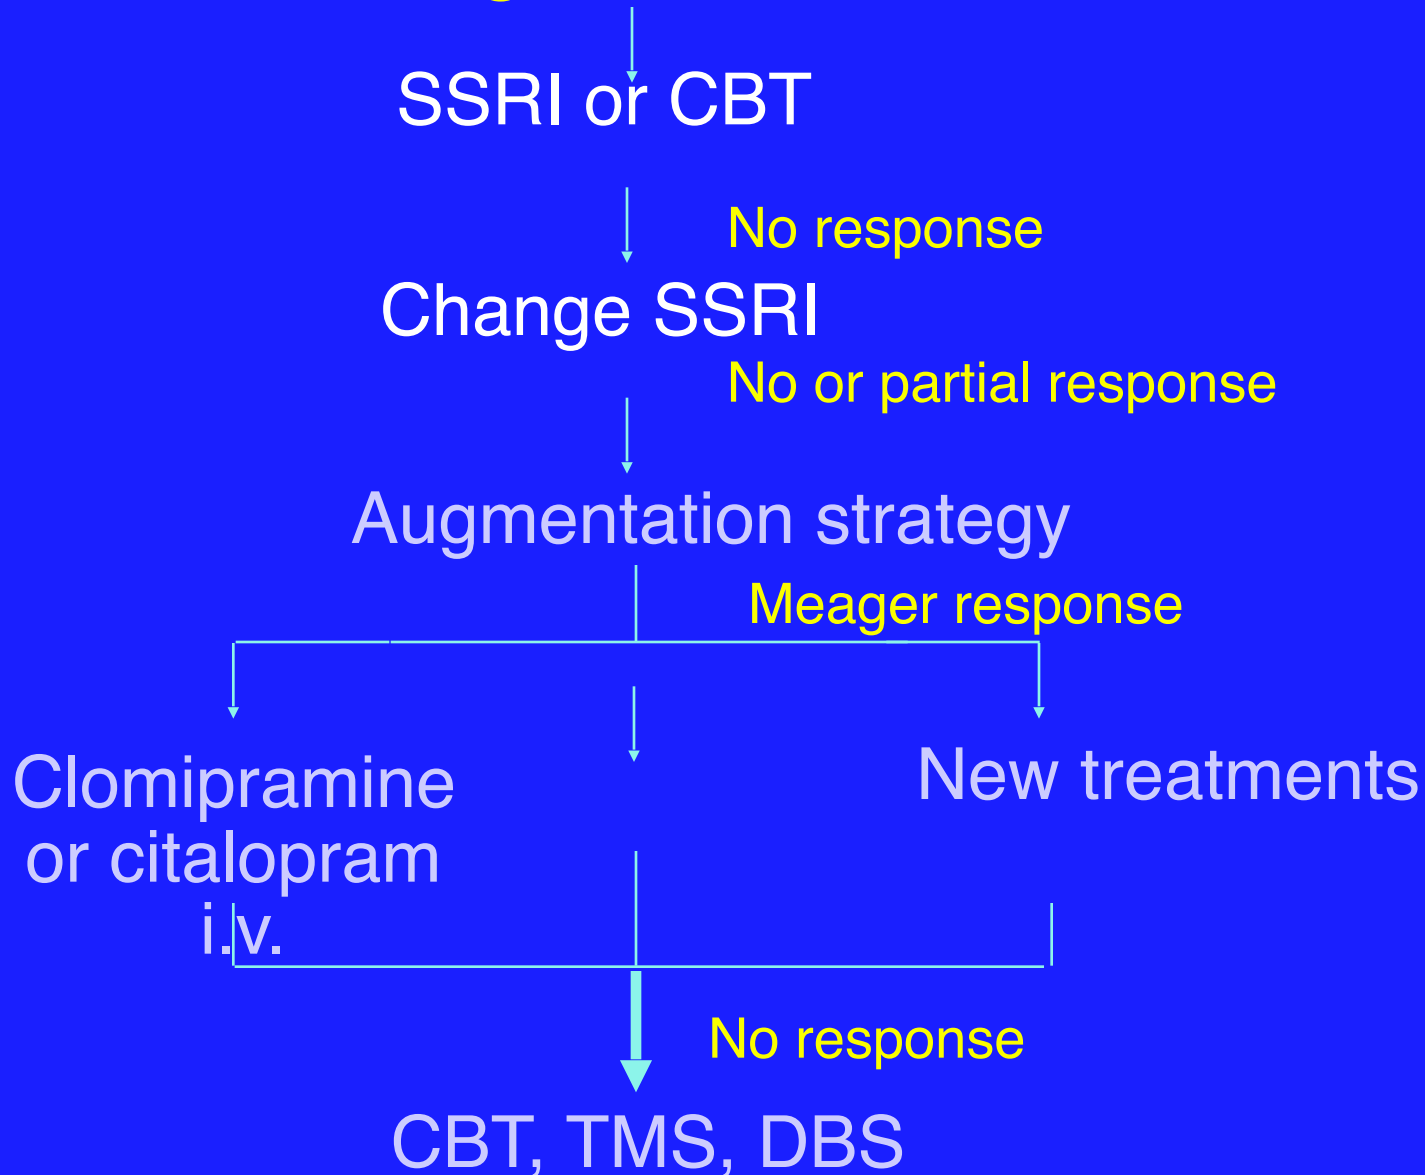 SSRI or CBT
No response
Change SSRI
No or partial response
Augmentation strategy
Meager response
Clomipramine
or citalopram
i.v.
New treatments
No response
CBT, TMS, DBS